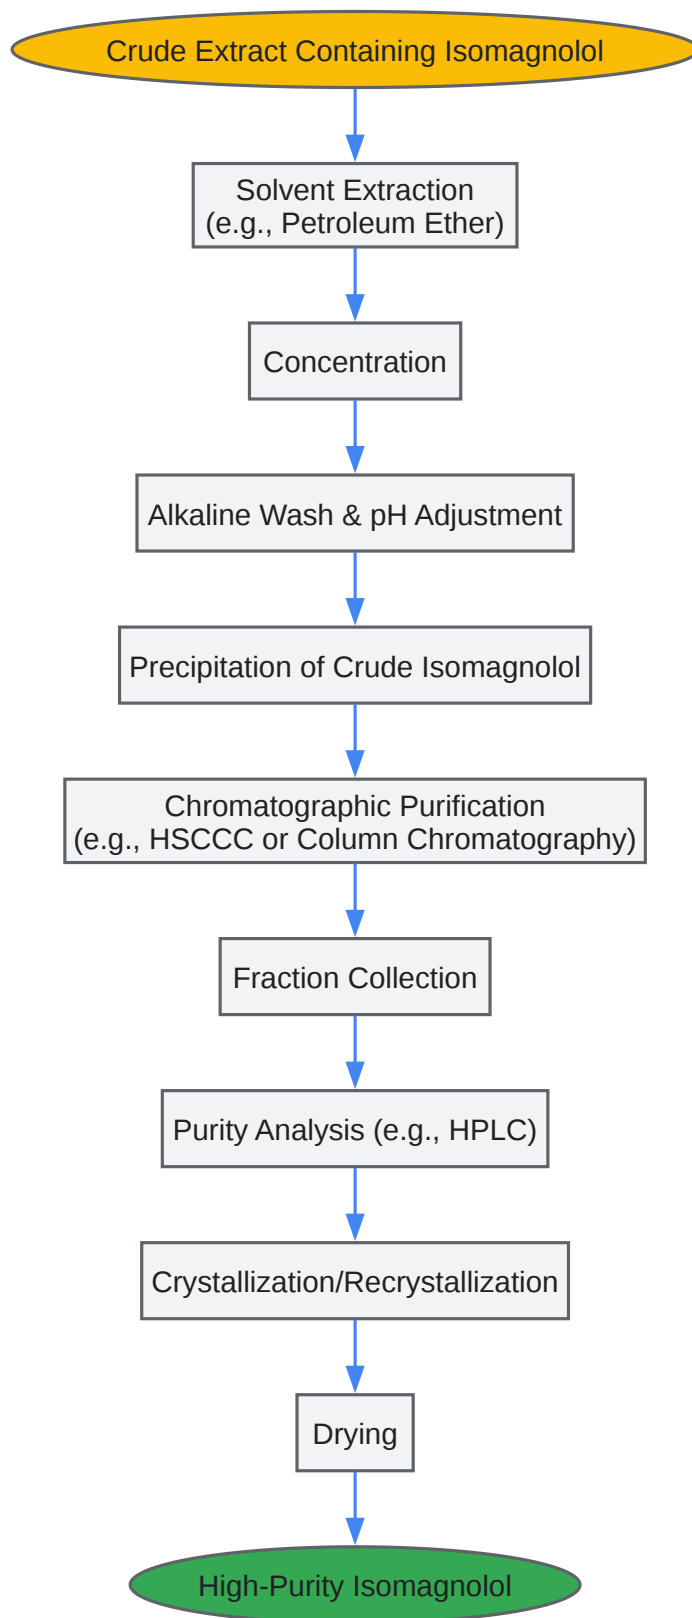 Crude Extract Containing Isomagnolol
Solvent Extraction
(e.g., Petroleum Ether)
Concentration
Alkaline Wash & pH Adjustment
Precipitation of Crude Isomagnolol
Chromatographic Purification
(e.g., HSCCC or Column Chromatography)
Fraction Collection
Purity Analysis (e.g., HPLC)
Crystallization/Recrystallization
Drying
High-Purity Isomagnolol